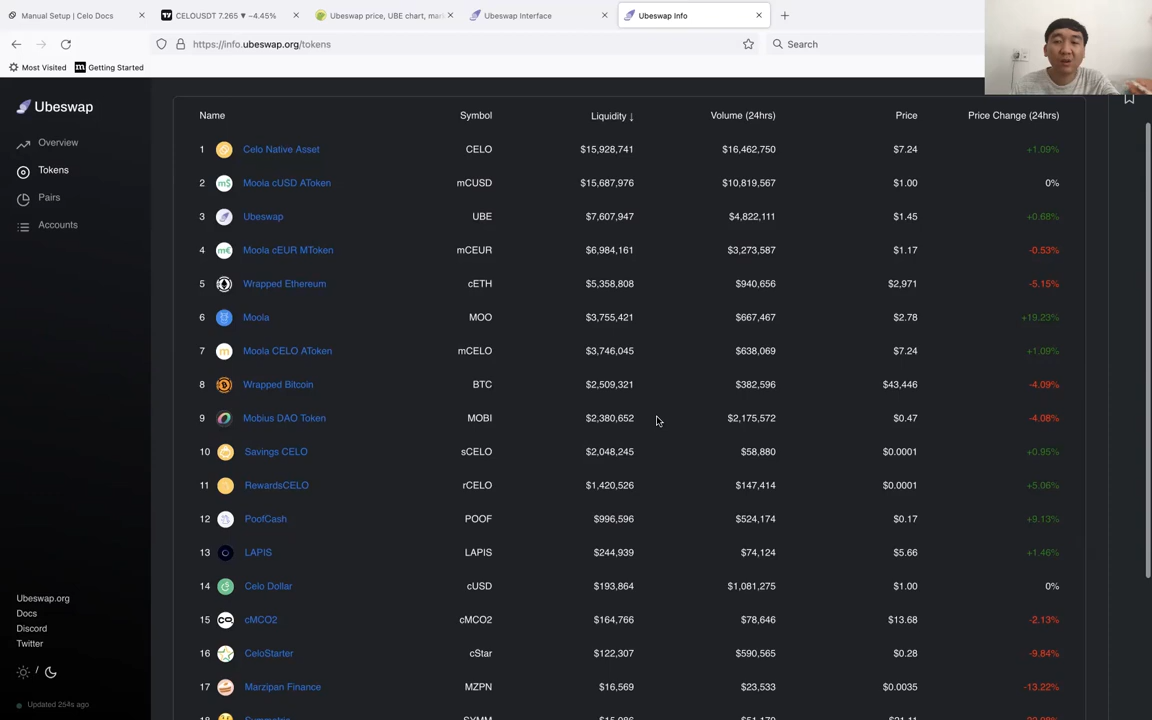 Manual Setup | Celo Docs
CELOUSDT 7.265 ▼ −4.45%
Ubeswap price, UBE chart, mar
Ubeswap Interface
Ubeswap Info
https://info.ubeswap.org/tokens
Search
Most Visited
Getting Started
Ubeswap
Overview
Tokens
Pairs
Accounts
Name Symbol Liquidity ↓ Volume (24hrs) Price Price Change (24hrs)
1 Celo Native Asset CELO $15,928,741 $16,462,750 $7.24 +1.09%
2 m$ Moola cUSD AToken mCUSD $15,687,976 $10,819,567 $1.00 0%
3 Ubeswap UBE $7,607,947 $4,822,111 $1.45 +0.68%
4 m€ Moola cEUR MToken mCEUR $6,984,161 $3,273,587 $1.17 -0.53%
5 Wrapped Ethereum cETH $5,358,808 $940,656 $2,971 -5.15%
6 Moola MOO $3,755,421 $667,467 $2.78 +19.23%
7 m Moola CELO AToken mCELO $3,746,045 $638,069 $7.24 +1.09%
8 Wrapped Bitcoin BTC $2,509,321 $382,596 $43,446 -4.09%
9 Mobius DAO Token MOBI $2,380,652 $2,175,572 $0.47 -4.08%
10 Savings CELO sCELO $2,048,245 $58,880 $0.0001 +0.95%
11 RewardsCELO rCELO $1,420,526 $147,414 $0.0001 +5.06%
12 PoofCash POOF $996,596 $524,174 $0.17 +9.13%
13 LAPIS LAPIS $244,939 $74,124 $5.66 +1.46%
14 Celo Dollar cUSD $193,864 $1,081,275 $1.00 0%
15 cMCO2 cMCO2 $164,766 $78,646 $13.68 -2.13%
16 CeloStarter cStar $122,307 $590,565 $0.28 -9.84%
17 Marzipan Finance MZPN $16,569 $23,533 $0.0035 -13.22%
Ubeswap.org
Docs
Discord
Twitter
/
Updated 254s ago